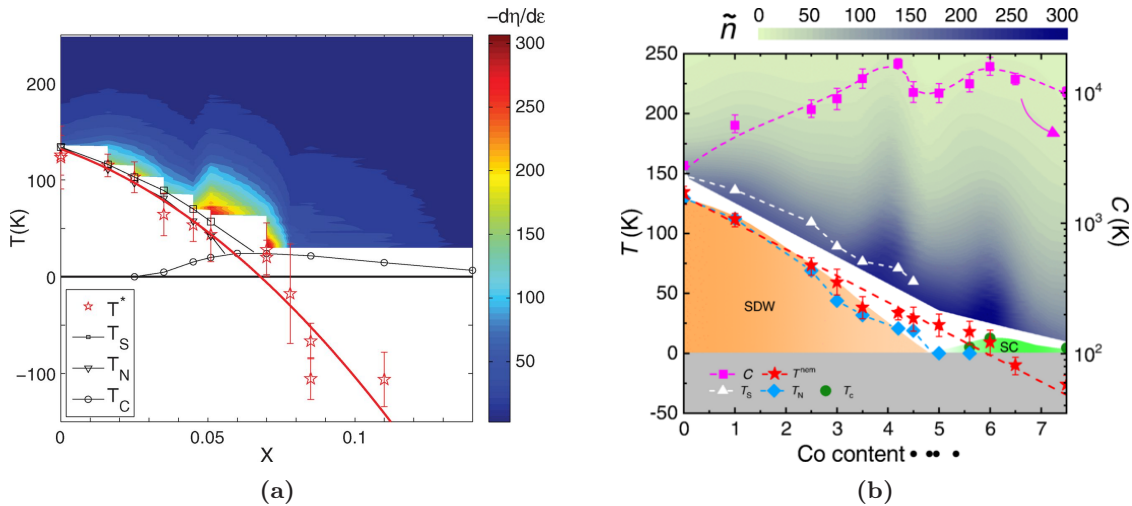 −dη/dε
300
250
200
150
100
50
200
100
0
−100
T(K)
0
0.05
0.1
X
T*
T_S
T_N
T_C
(a)
ñ
0 50 100 150 200 250 300
250
200
150
100
50
0
-50
T (K)
10^4
10^3
10^2
C (K)
SDW
SC
C
T^nem
T_S
T_N
T_c
0 1 2 3 4 5 6 7
Co content
(b)